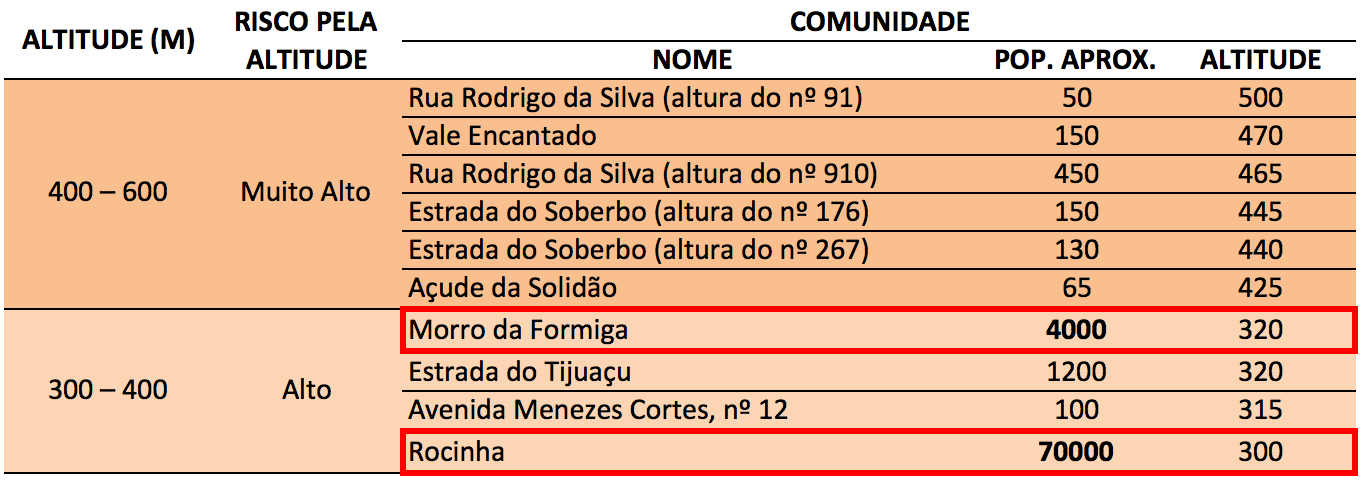 ALTITUDE (M) RISCO PELA ALTITUDE COMUNIDADE
NOME POP. APROX. ALTITUDE
400 – 600 Muito Alto
Rua Rodrigo da Silva (altura do nº 91) 50 500
Vale Encantado 150 470
Rua Rodrigo da Silva (altura do nº 910) 450 465
Estrada do Soberbo (altura do nº 176) 150 445
Estrada do Soberbo (altura do nº 267) 130 440
Açude da Solidão 65 425
300 – 400 Alto
Morro da Formiga 4000 320
Estrada do Tijuaçu 1200 320
Avenida Menezes Cortes, nº 12 100 315
Rocinha 70000 300